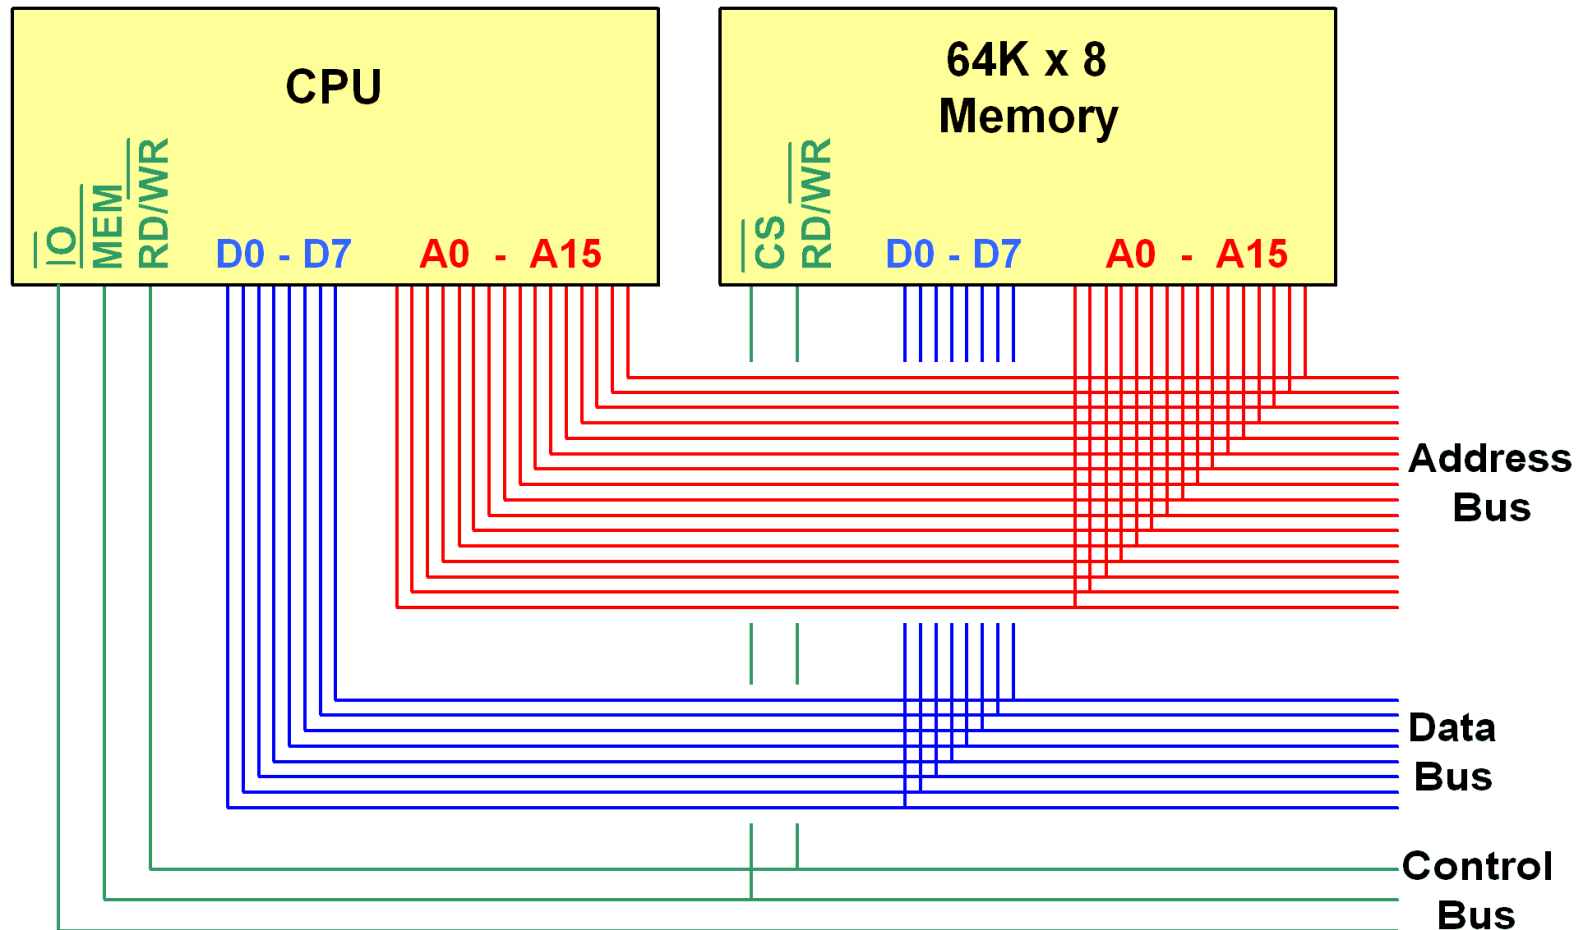 CPU
IO
MEM
RD/WR
D0 - D7
A0 - A15
64K x 8
Memory
CS
RD/WR
D0 - D7
A0 - A15
Address
Bus
Data
Bus
Control
Bus